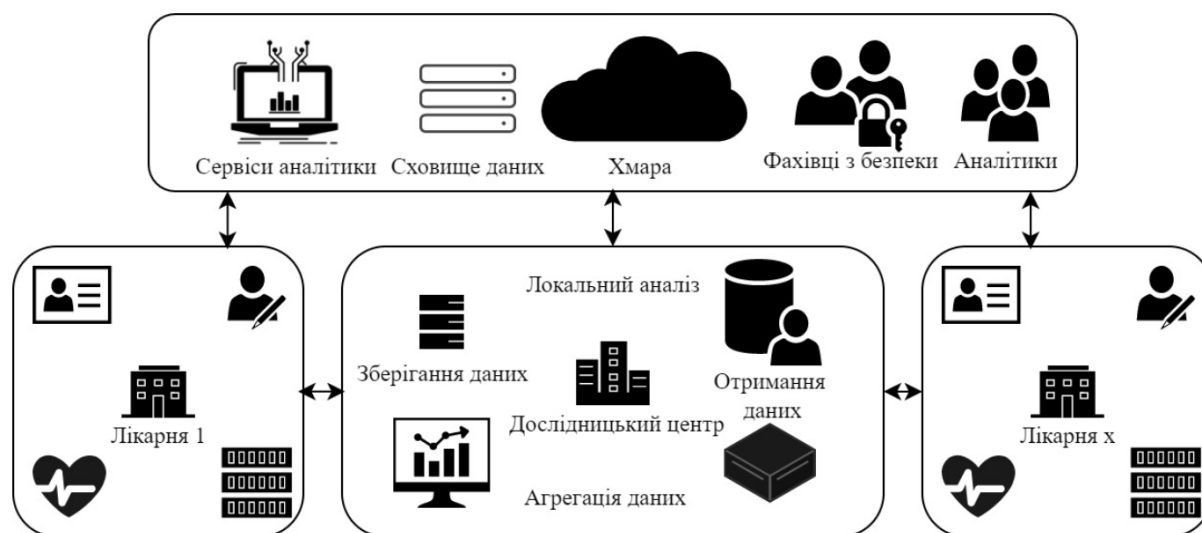 Сервіси аналітики
Сховище даних
Хмара
Фахівці з безпеки
Аналітики
Лікарня 1
Локальний аналіз
Зберігання даних
Отримання
даних
Дослідницький центр
Агрегація даних
Лікарня x